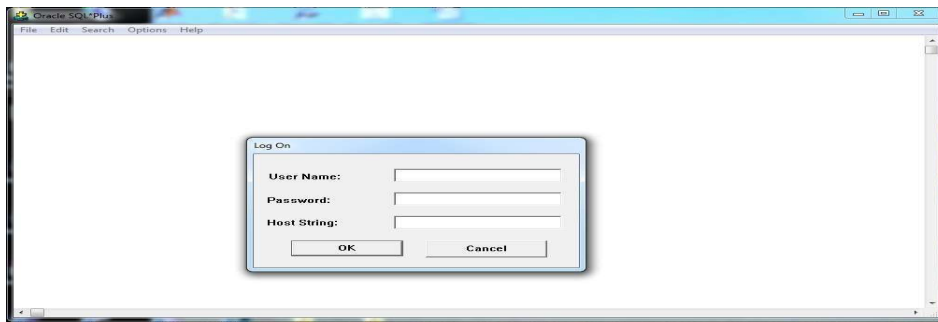 Oracle SQL*Plus
File Edit Search Options Help
Log On
User Name:
Password:
Host String:
OK Cancel